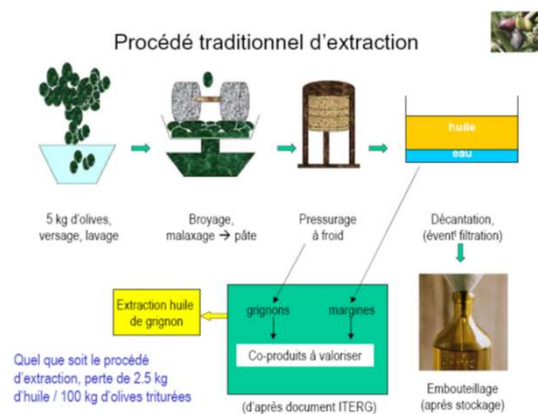 Procédé traditionnel d'extraction
huile
eau
5 kg d'olives,
versage, lavage
Broyage,
malaxage → pâte
Pressurage
à froid
Décantation,
(éventᵗ filtration)
Extraction huile
de grignon
grignons
margines
Co-produits à valoriser
Quel que soit le procédé
d'extraction, perte de 2.5 kg
d'huile / 100 kg d'olives triturées
(d'après document ITERG)
Embouteillage
(après stockage)